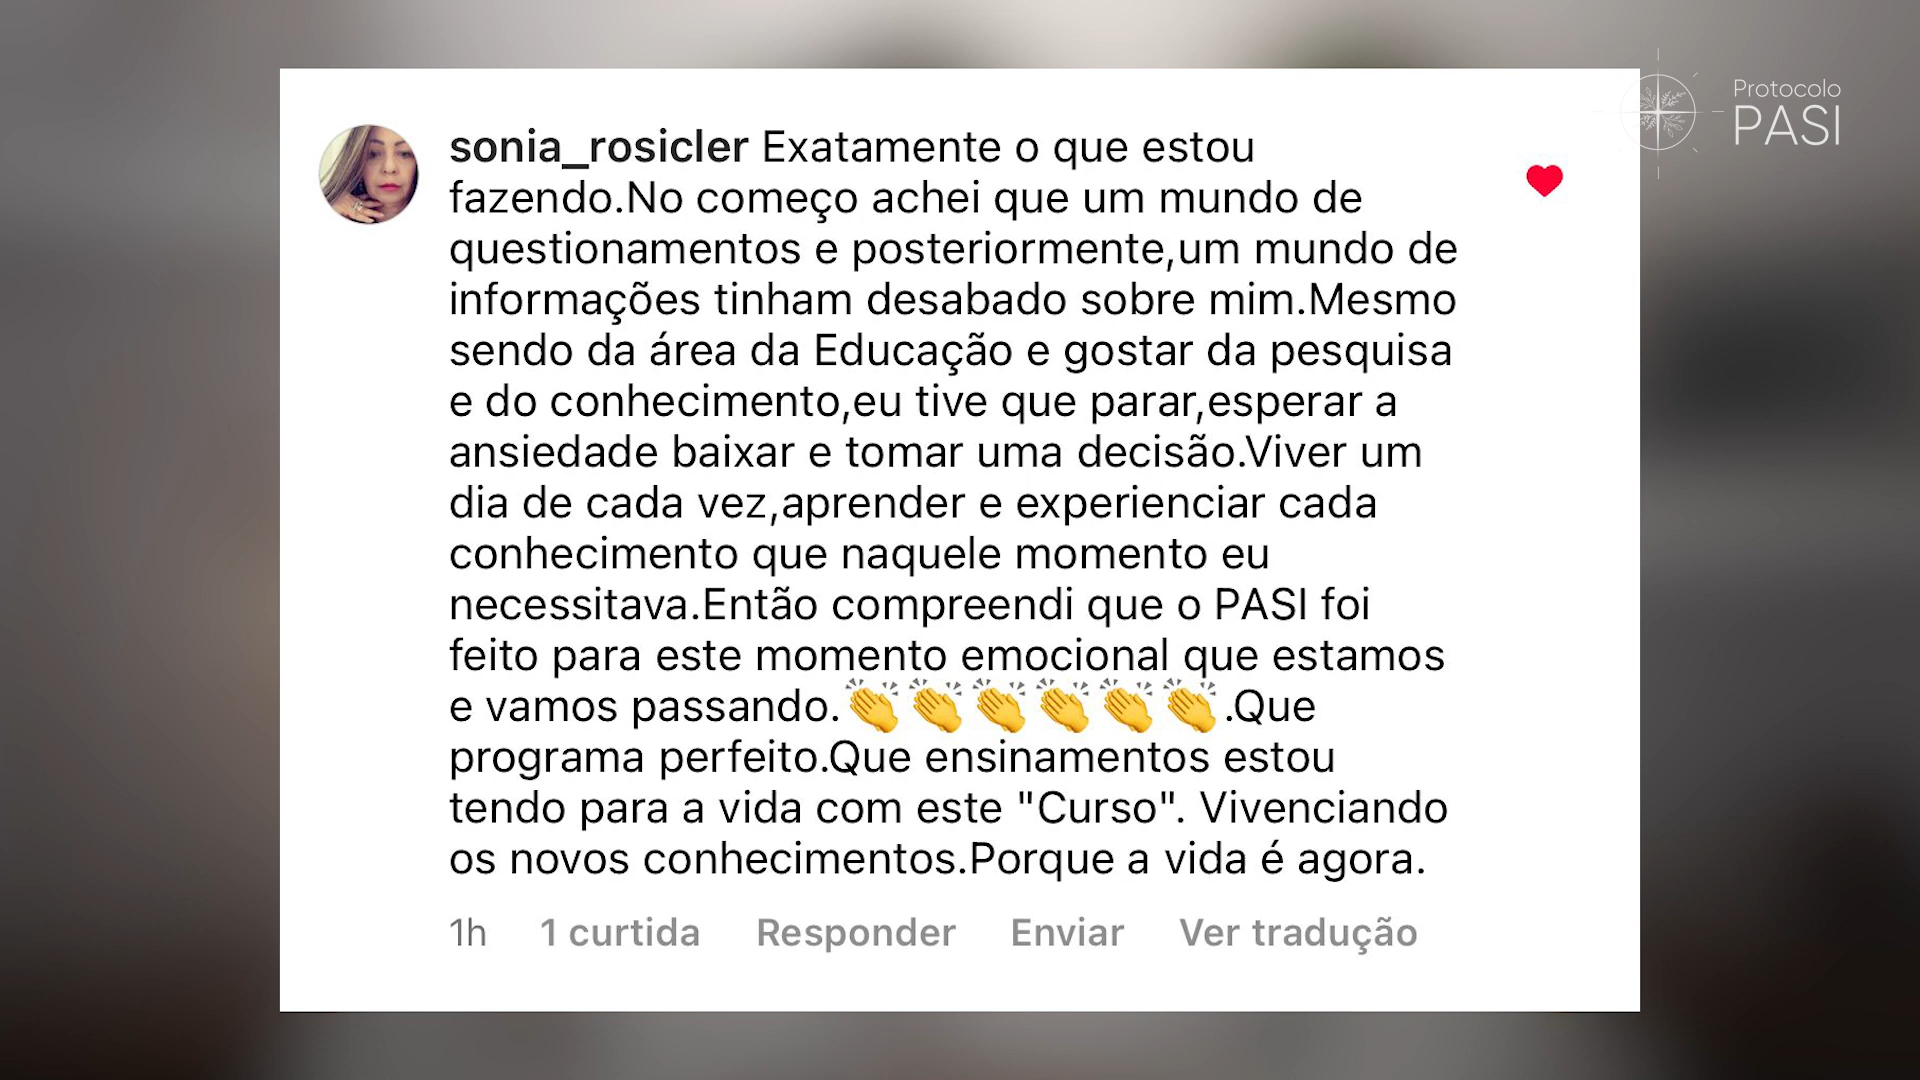 Protocolo
PASI
sonia_rosicler Exatamente o que estou
fazendo.No começo achei que um mundo de
questionamentos e posteriormente,um mundo de
informações tinham desabado sobre mim.Mesmo
sendo da área da Educação e gostar da pesquisa
e do conhecimento,eu tive que parar,esperar a
ansiedade baixar e tomar uma decisão.Viver um
dia de cada vez,aprender e experienciar cada
conhecimento que naquele momento eu
necessitava.Então compreendi que o PASI foi
feito para este momento emocional que estamos
e vamos passando.👏👏👏👏👏👏.Que
programa perfeito.Que ensinamentos estou
tendo para a vida com este "Curso". Vivenciando
os novos conhecimentos.Porque a vida é agora.
1h 1 curtida Responder Enviar Ver tradução